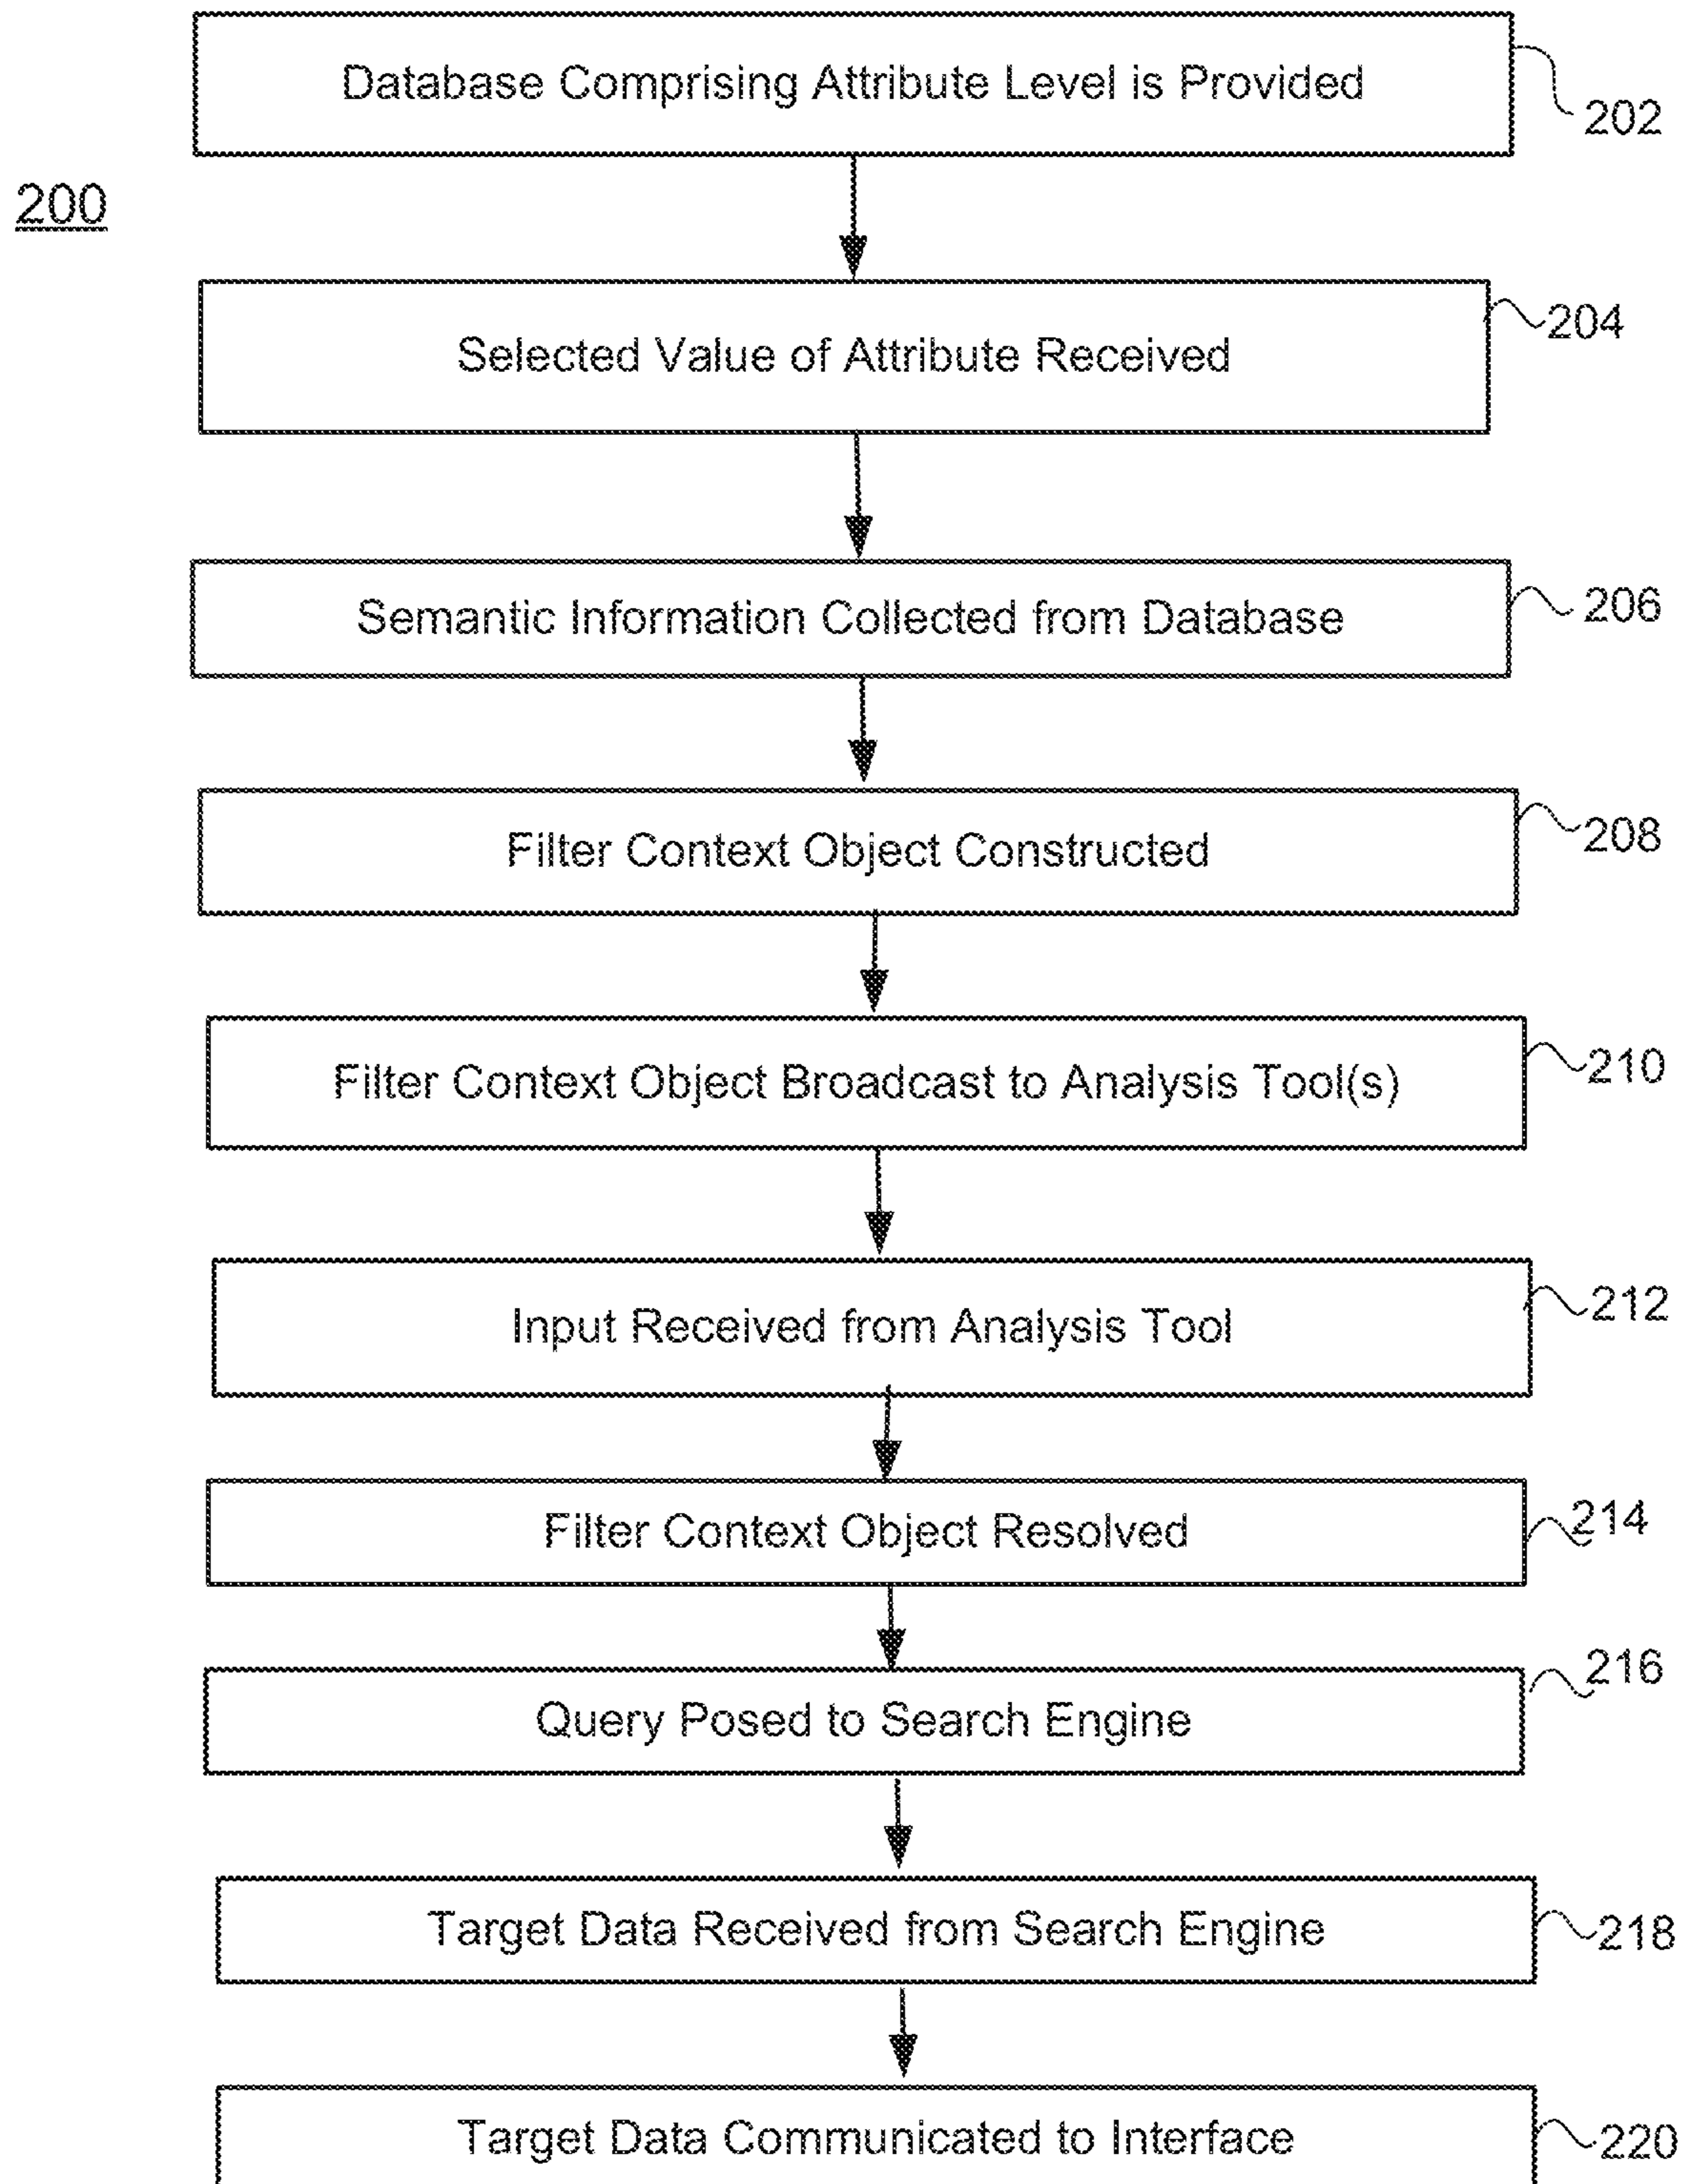 Database Comprising Attribute Level is Provided
202
200
Selected Value of Attribute Received
204
Semantic Information Collected from Database
206
Filter Context Object Constructed
208
Filter Context Object Broadcast to Analysis Tool(s)
210
Input Received from Analysis Tool
212
Filter Context Object Resolved
214
Query Posed to Search Engine
216
Target Data Received from Search Engine
218
Target Data Communicated to Interface
220